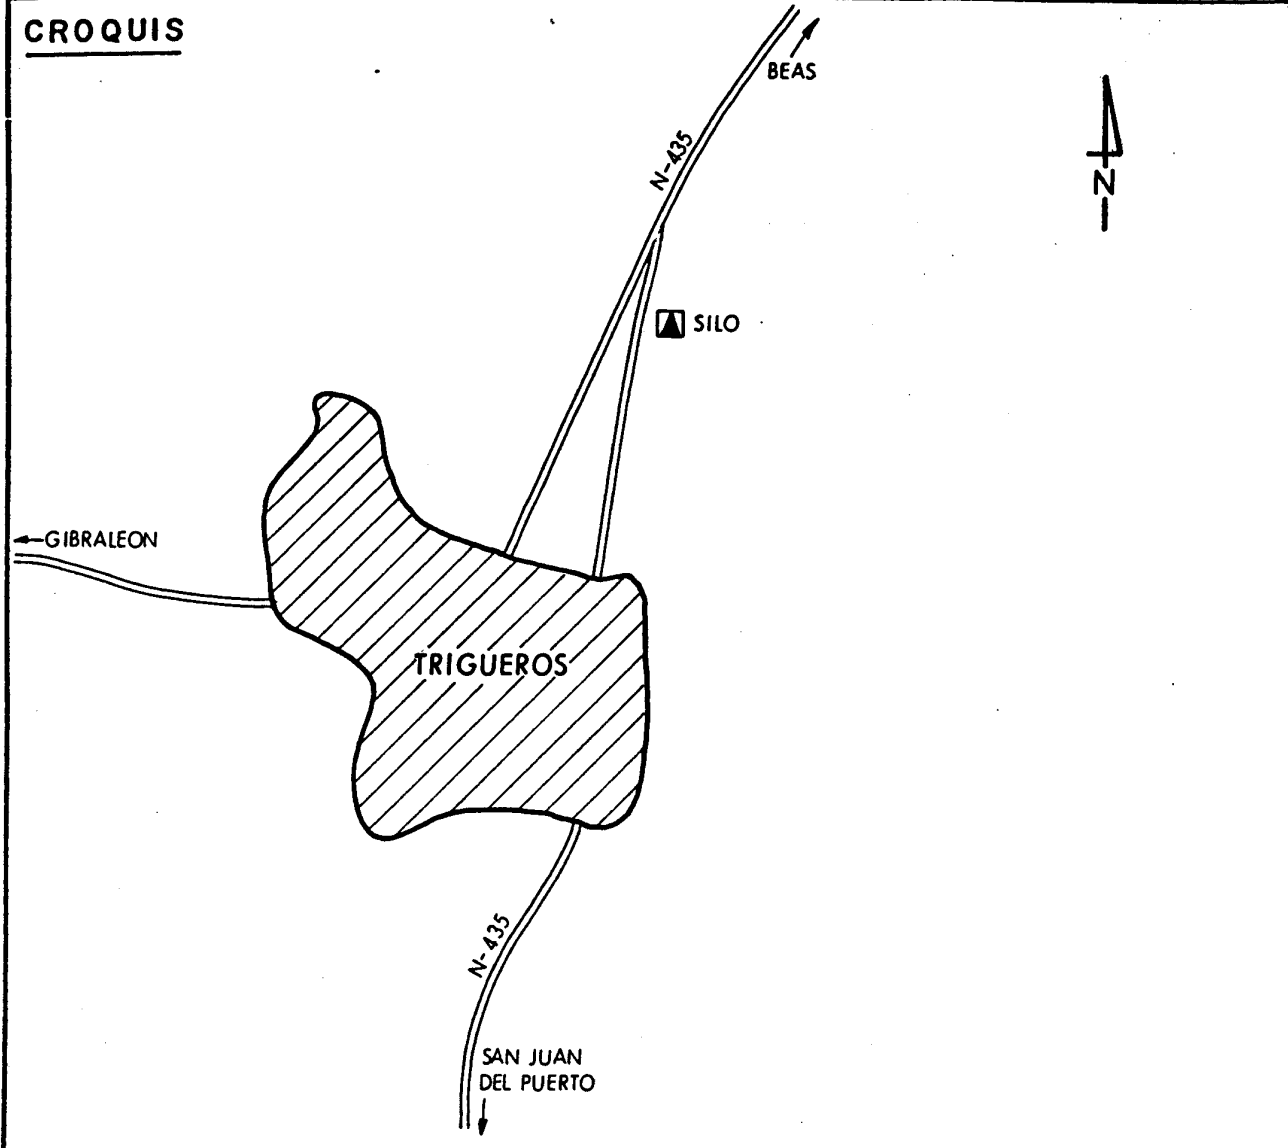 CROQUIS
BEAS
N-435
N
SILO
GIBRALEON
TRIGUEROS
N-435
SAN JUAN
DEL PUERTO